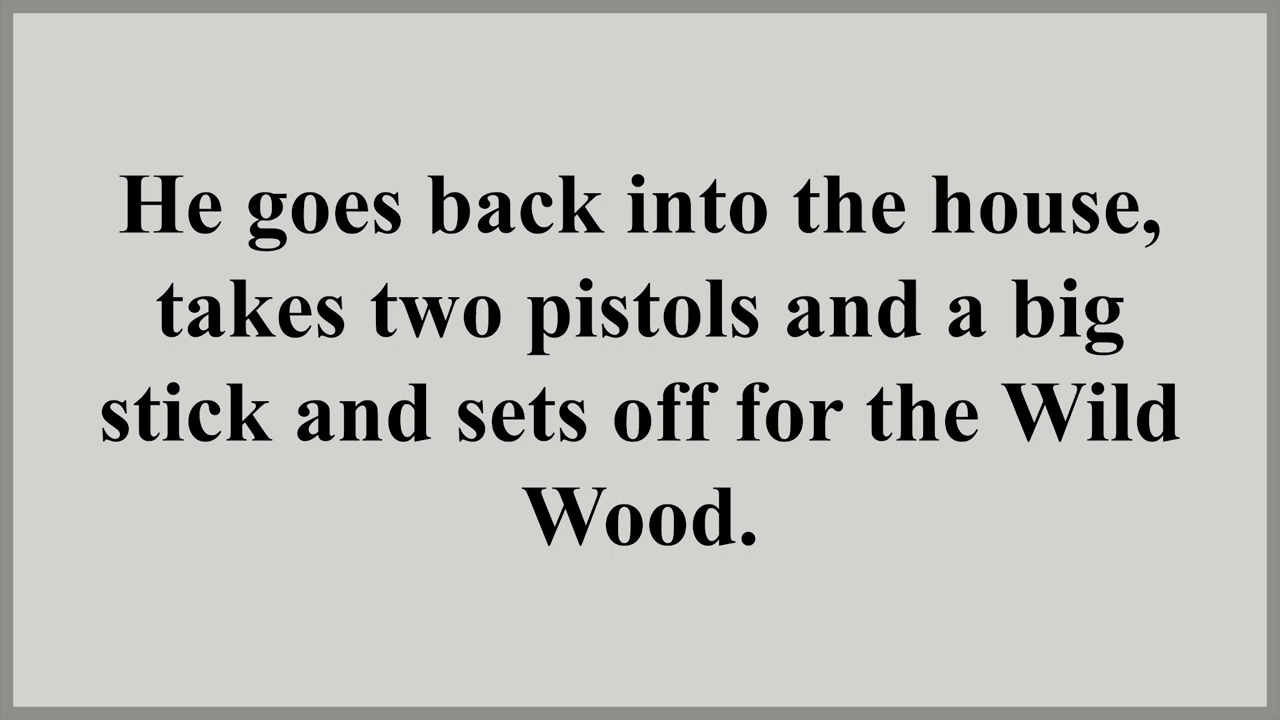 He goes back into the house,
takes two pistols and a big
stick and sets off for the Wild
Wood.